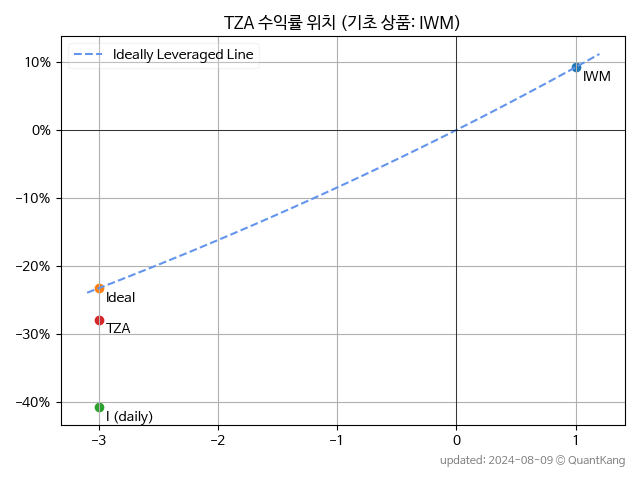 TZA 수익률 위치 (기초 상품: IWM)
Ideally Leveraged Line
10%
IWM
0%
-10%
-20%
Ideal
TZA
-30%
-40%
I (daily)
-3
-2
-1
0
1
updated: 2024-08-09 © QuantKang